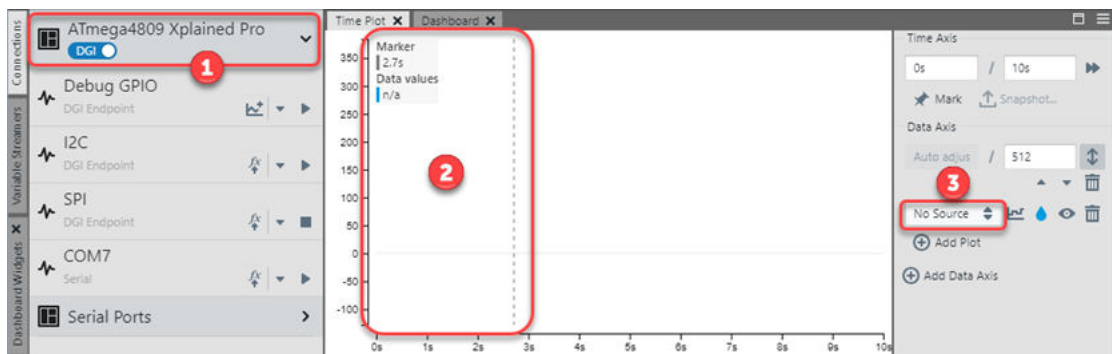 Connections
Variable Streamers
Dashboard Widgets
ATmega4809 Xplained Pro
DGI
1
Debug GPIO
DGI Endpoint
I2C
DGI Endpoint
fx
SPI
DGI Endpoint
fx
COM7
Serial
fx
Serial Ports
Time Plot
Dashboard
Marker
2.7s
Data values
n/a
2
350
300
250
200
150
100
50
0
-50
-100
0s 1s 2s 3s 4s 5s 6s 7s 8s 9s 10s
Time Axis
0s / 10s
Mark Snapshot...
Data Axis
Auto adjus / 512
3
No Source
Add Plot
Add Data Axis